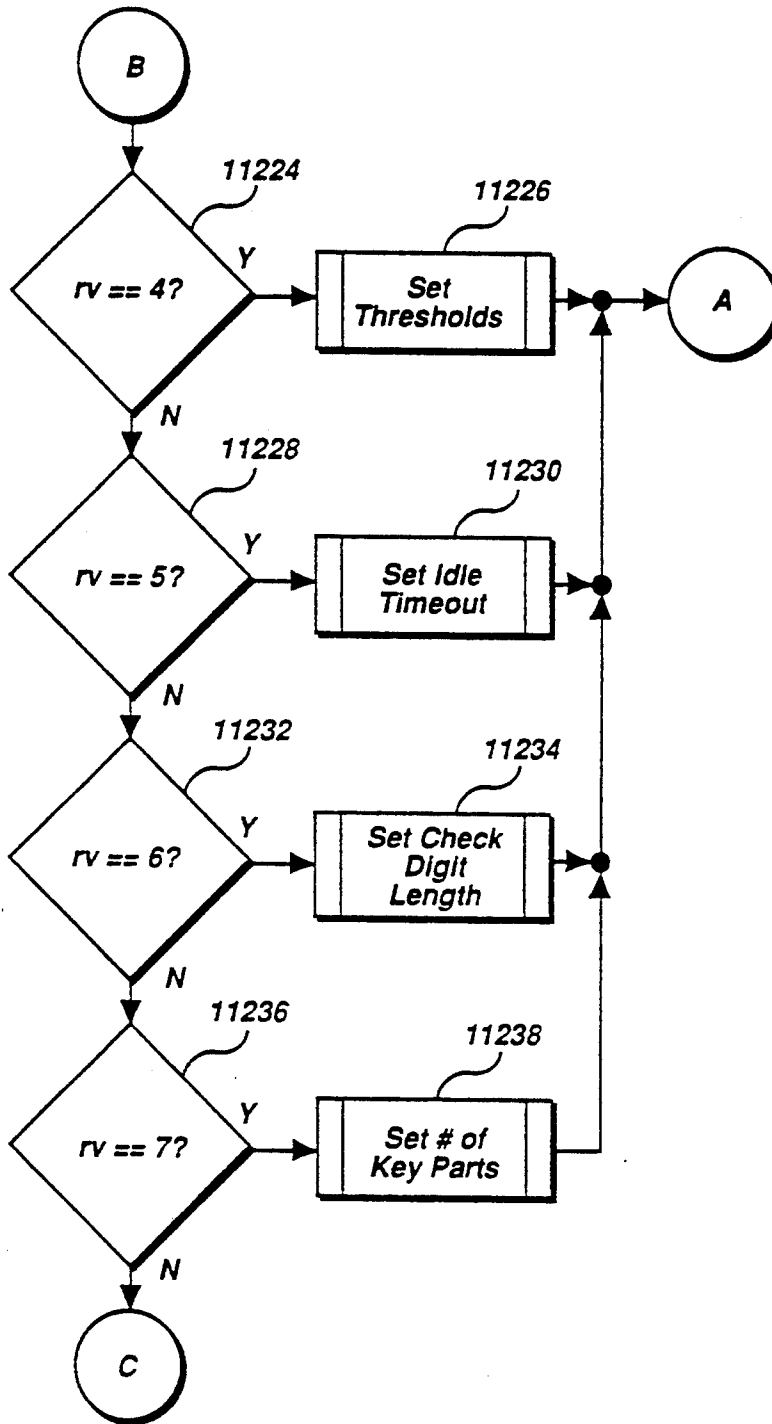 B
11224
rv == 4?
Y
11226
Set
Thresholds
A
N
11228
rv == 5?
Y
11230
Set Idle
Timeout
N
11232
rv == 6?
Y
11234
Set Check
Digit
Length
N
11236
rv == 7?
Y
11238
Set # of
Key Parts
N
C